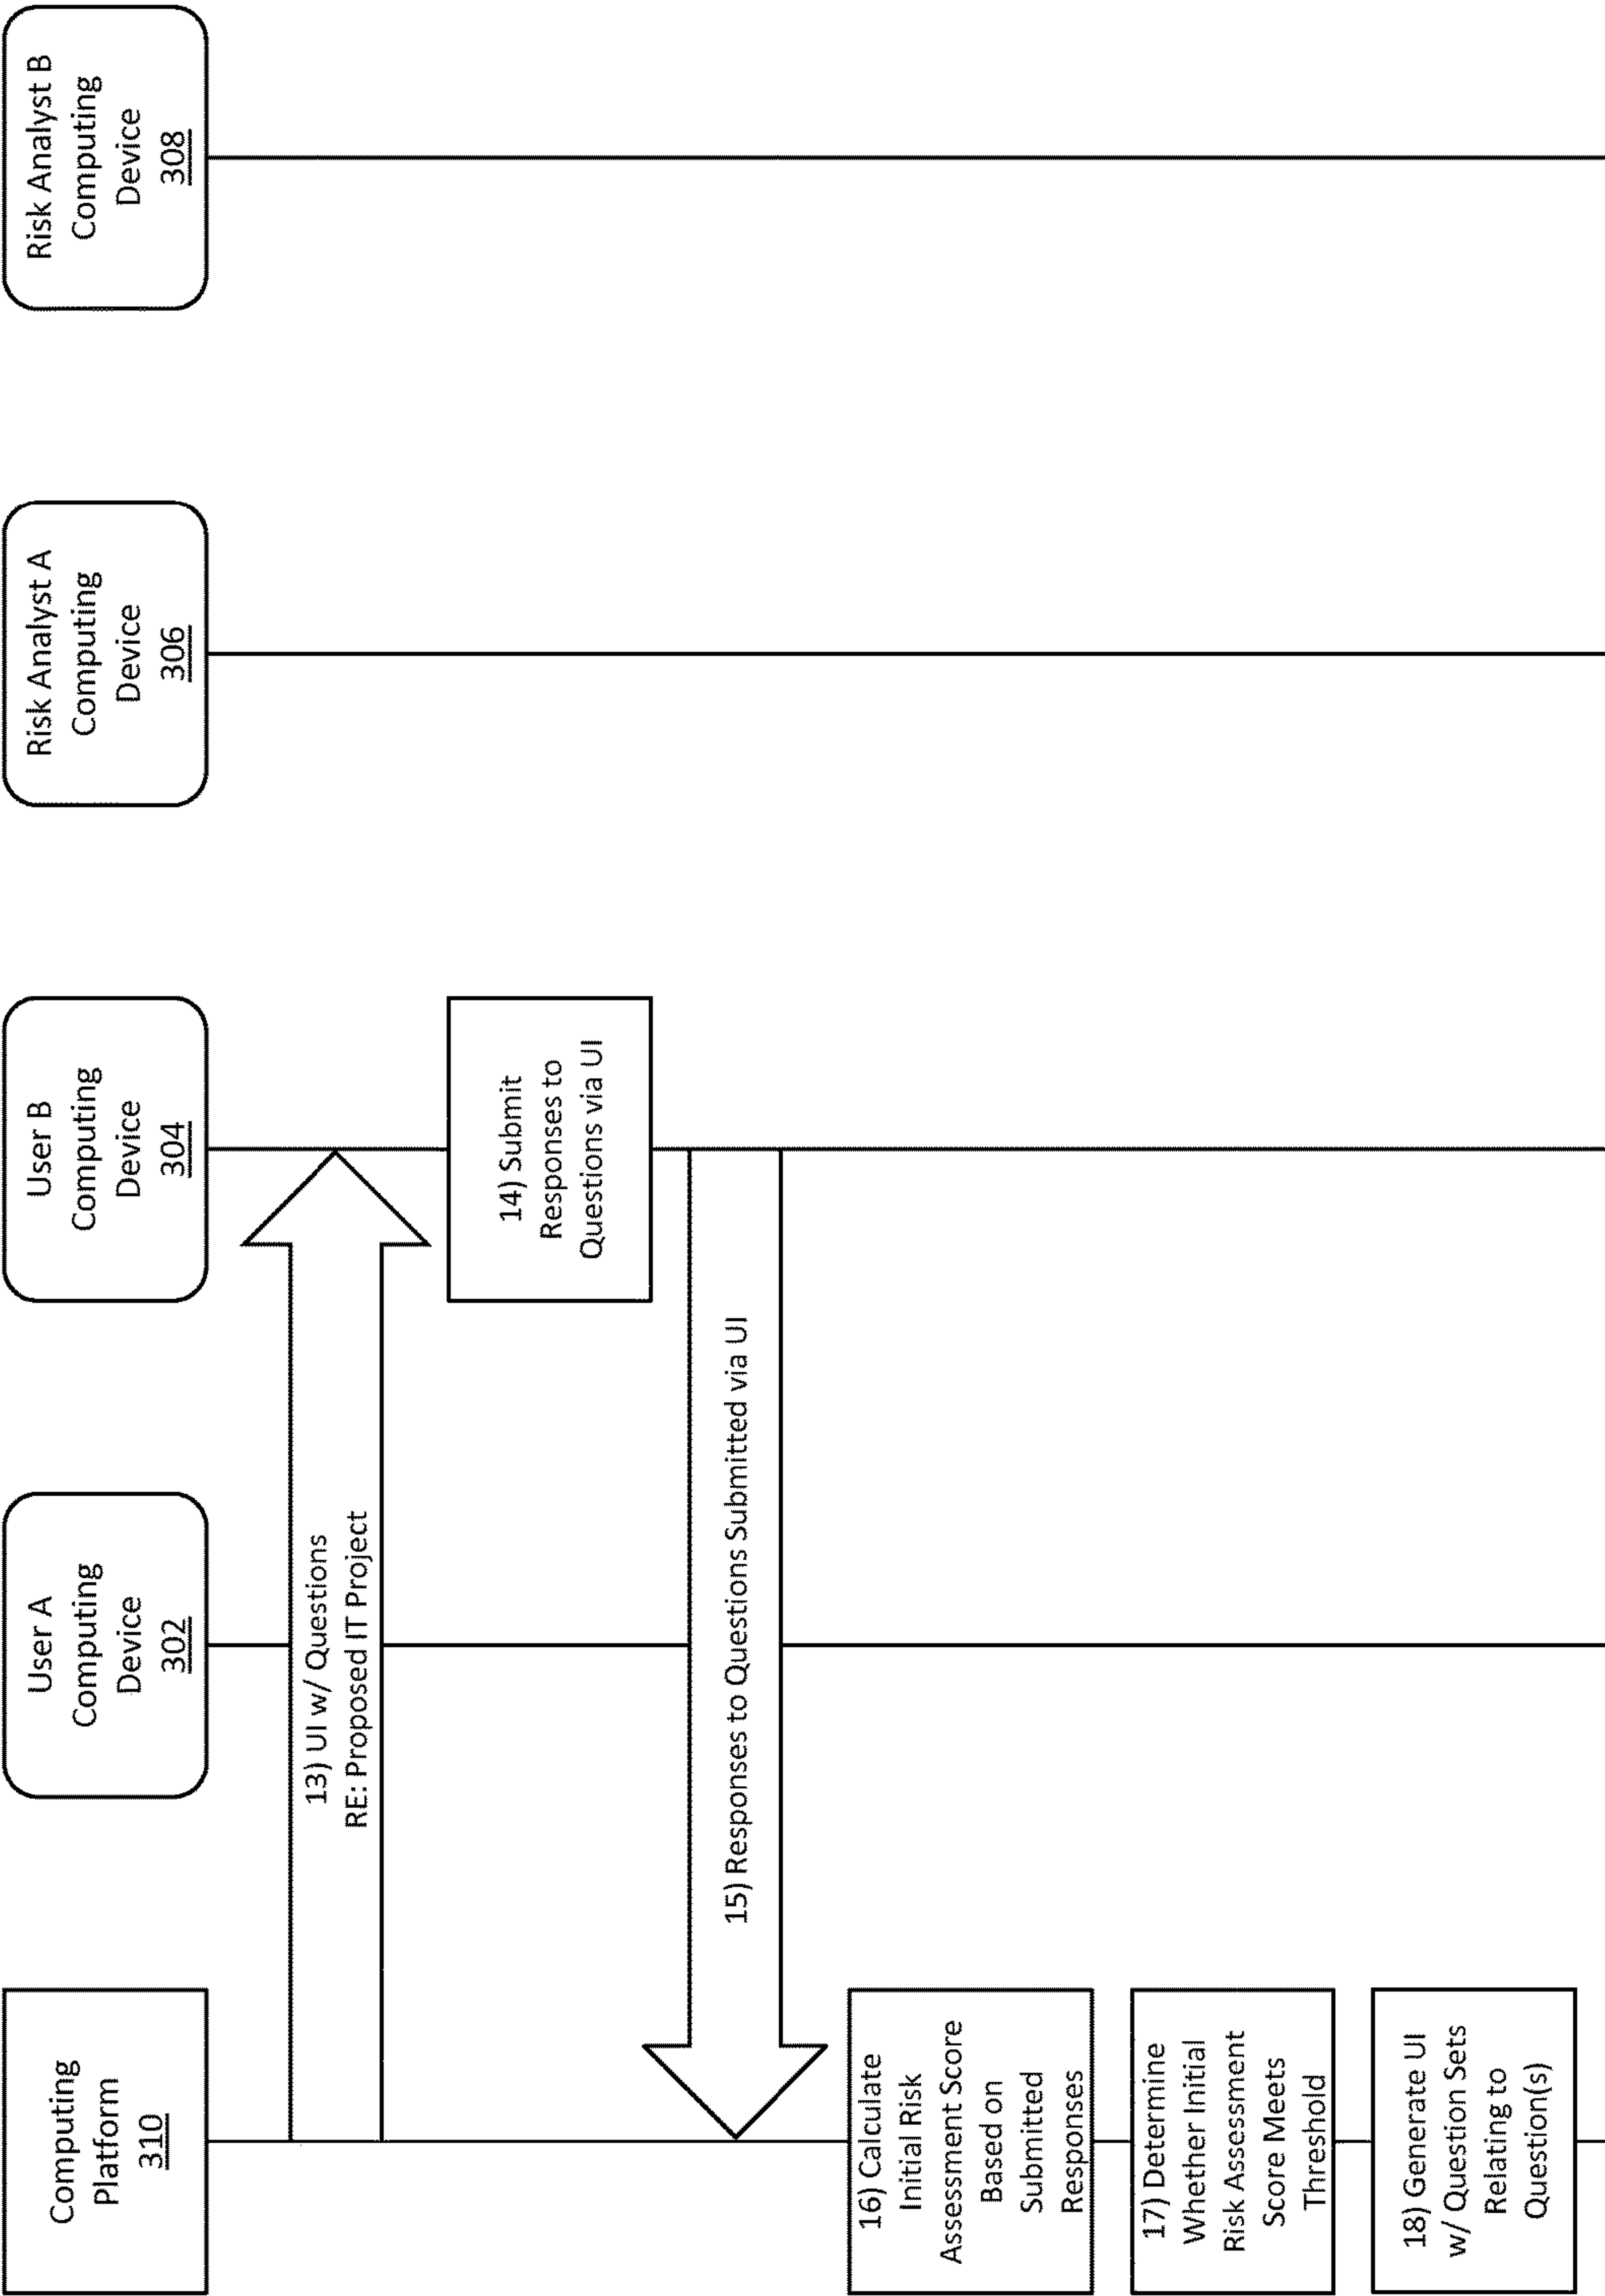 Computing
Platform
310
User A
Computing
Device
302
User B
Computing
Device
304
Risk Analyst A
Computing
Device
306
Risk Analyst B
Computing
Device
308
13) UI w/ Questions
RE: Proposed IT Project
14) Submit
Responses to
Questions via UI
15) Responses to Questions Submitted via UI
16) Calculate
Initial Risk
Assessment Score
Based on
Submitted
Responses
17) Determine
Whether Initial
Risk Assessment
Score Meets
Threshold
18) Generate UI
w/ Question Sets
Relating to
Question(s)